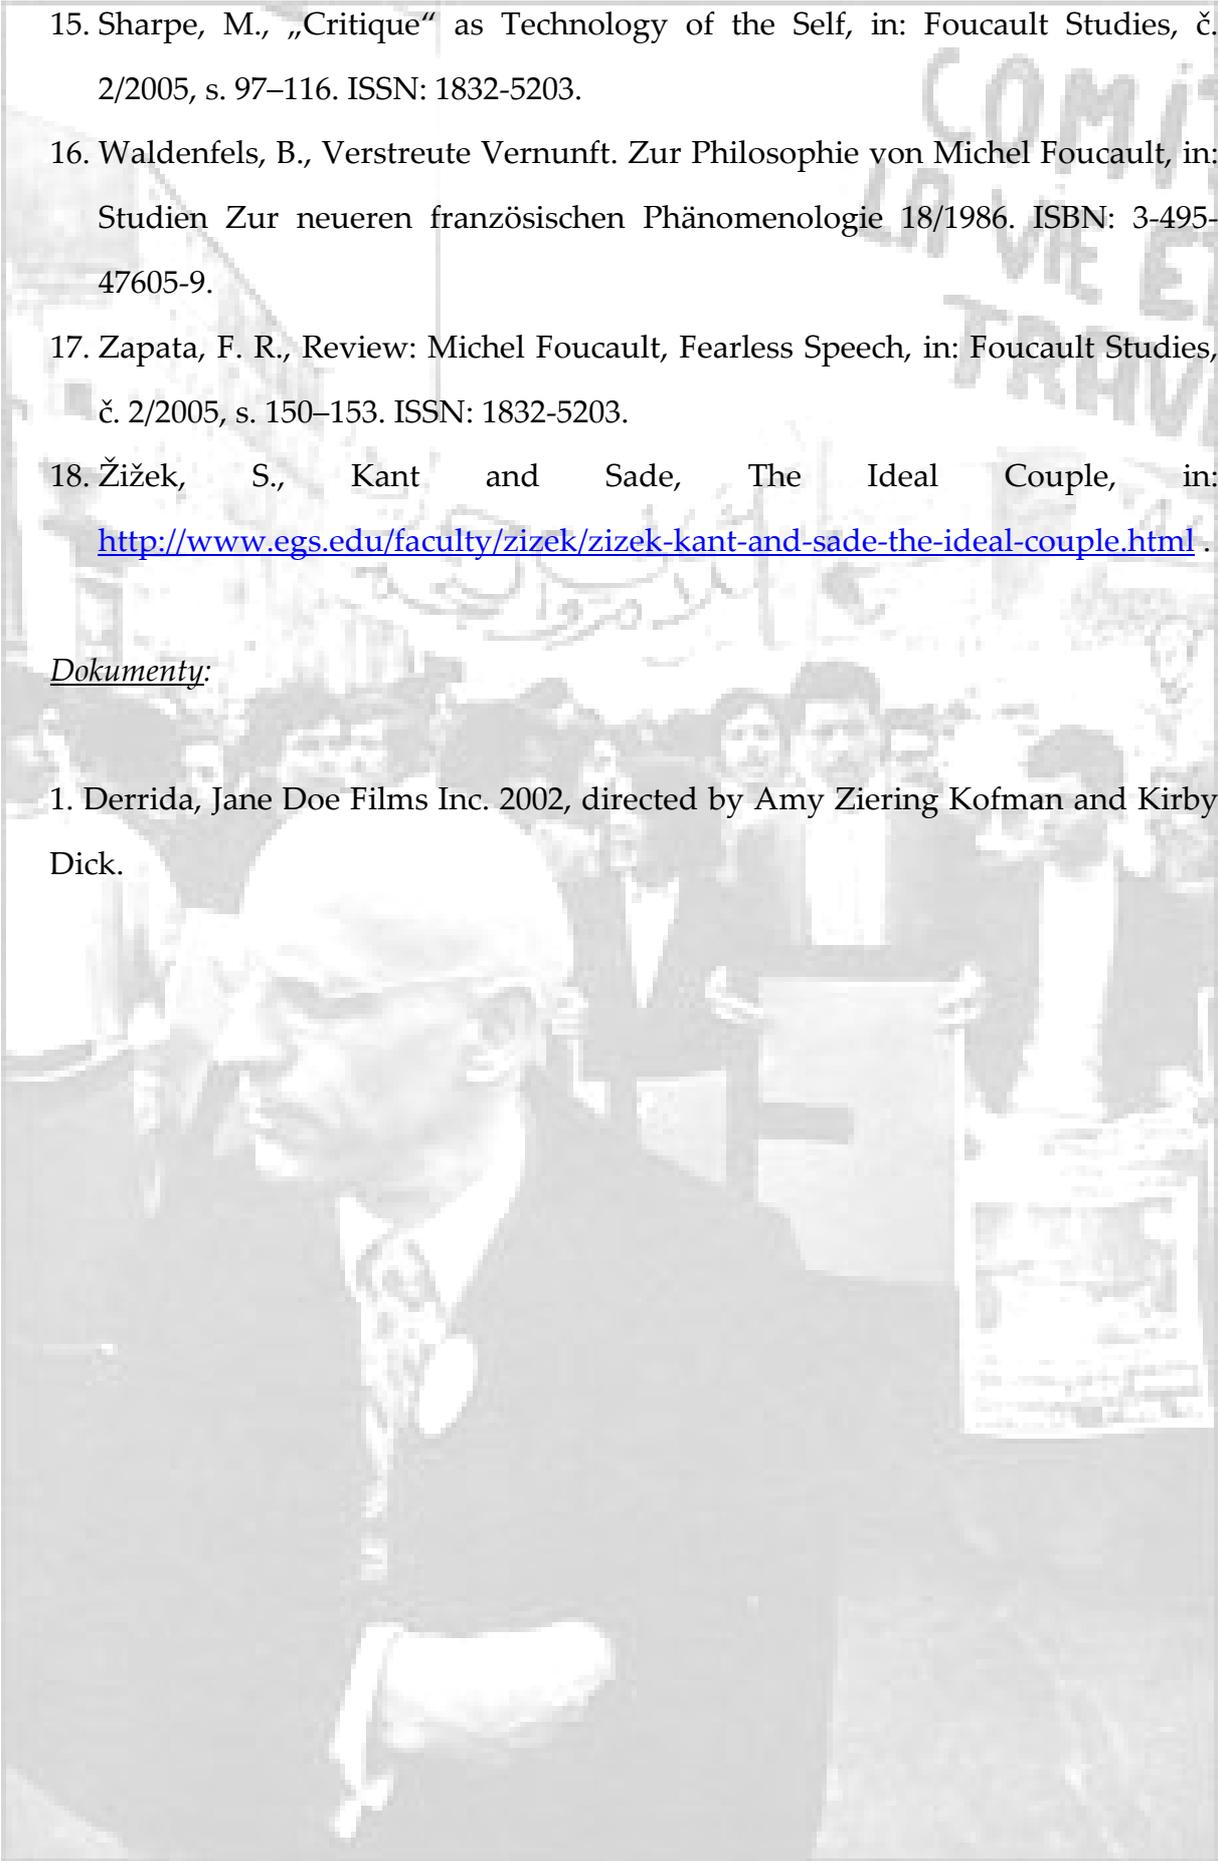 15. Sharpe, M., „Critique“ as Technology of the Self, in: Foucault Studies, č.
2/2005, s. 97–116. ISSN: 1832-5203.
16. Waldenfels, B., Verstreute Vernunft. Zur Philosophie von Michel Foucault, in:
Studien Zur neueren französischen Phänomenologie 18/1986. ISBN: 3-495-
47605-9.
17. Zapata, F. R., Review: Michel Foucault, Fearless Speech, in: Foucault Studies,
č. 2/2005, s. 150–153. ISSN: 1832-5203.
18. Žižek, S., Kant and Sade, The Ideal Couple, in:
http://www.egs.edu/faculty/zizek/zizek-kant-and-sade-the-ideal-couple.html .
Dokumenty:
1. Derrida, Jane Doe Films Inc. 2002, directed by Amy Ziering Kofman and Kirby
Dick.
COMI
LA VIE E
TRAV